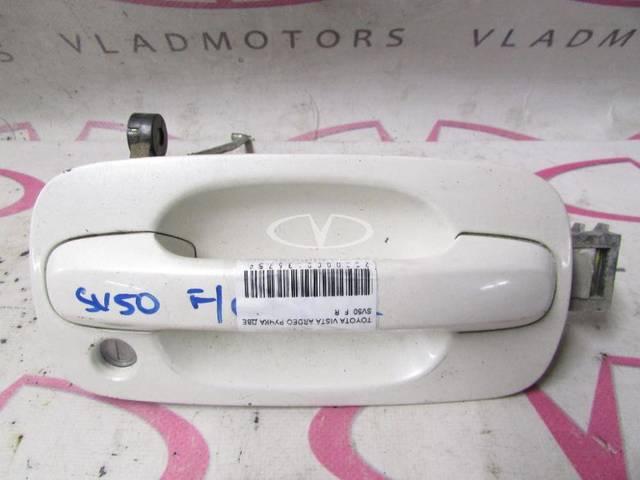 VLADMOTORS VLADM
SV50 F/
TOYOTA VISTA ARDEO РУЧКА ДВЕ
SV50 F R